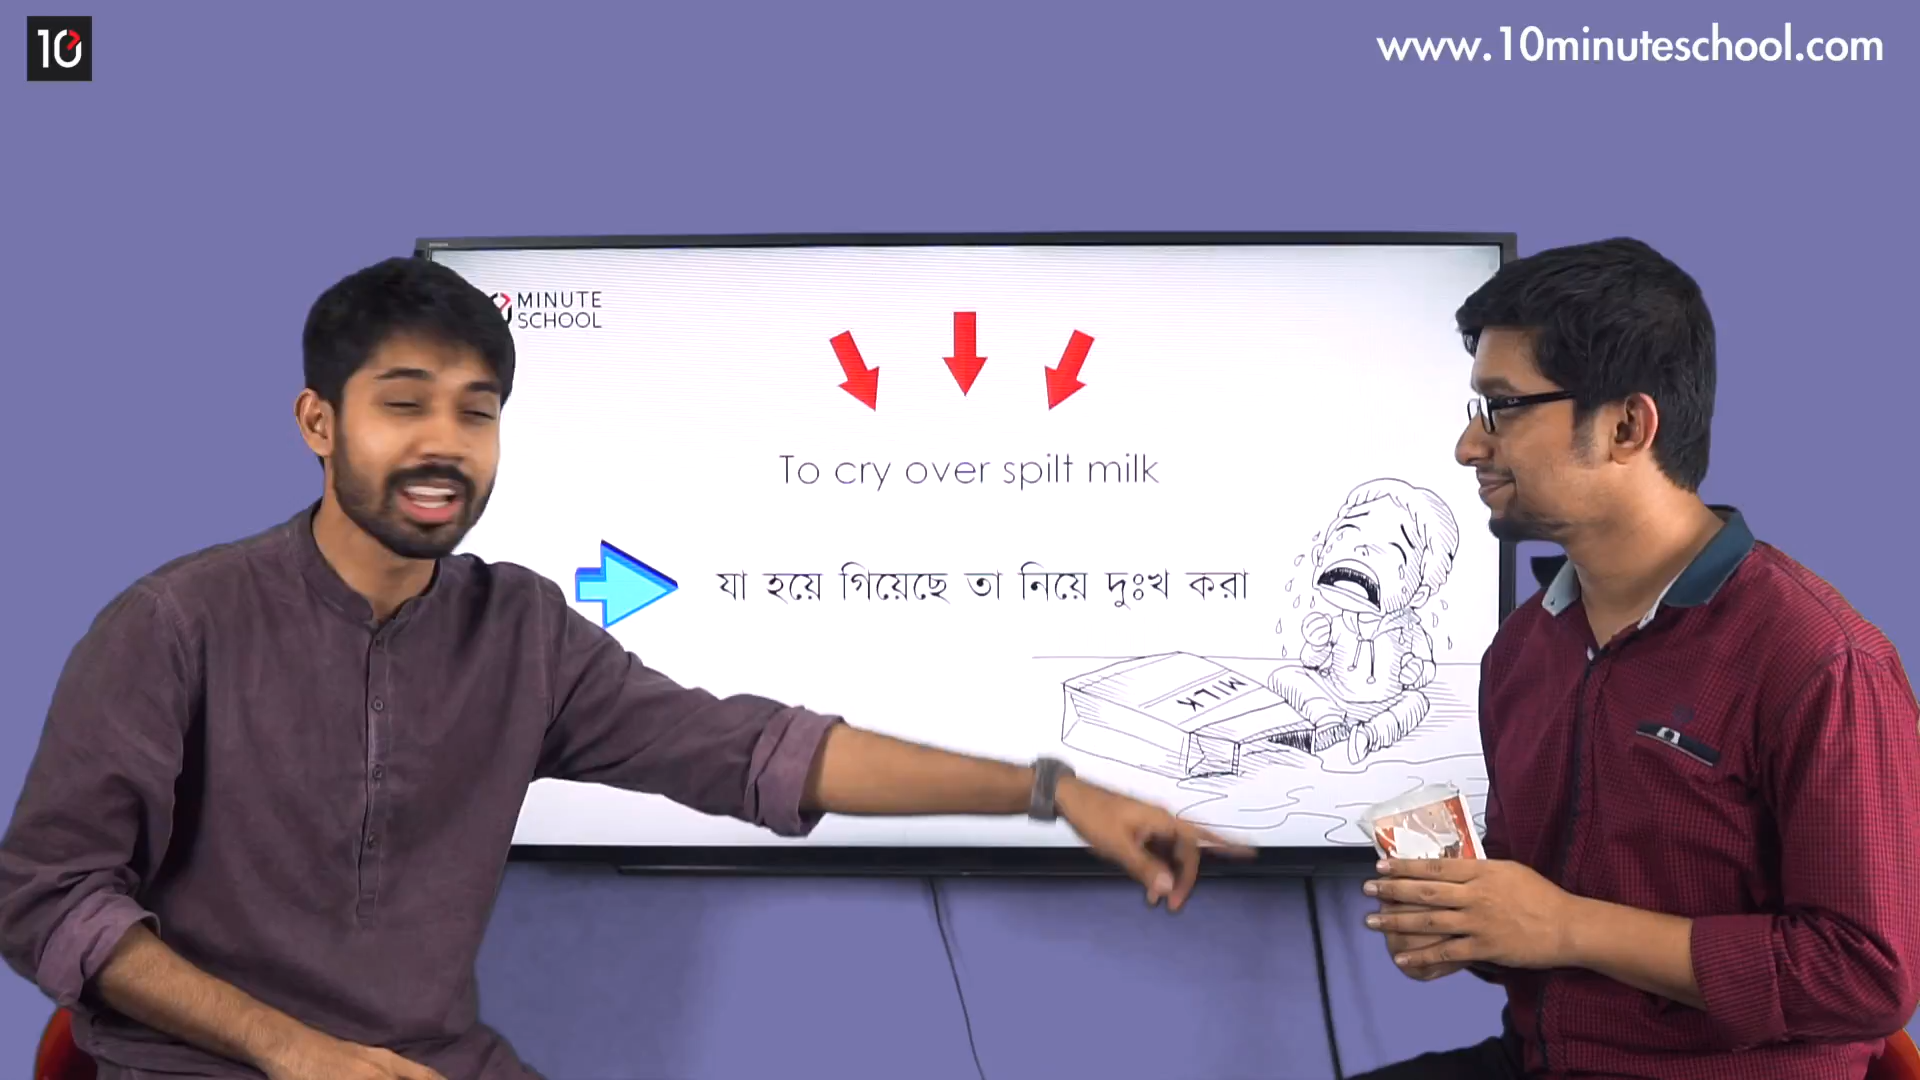 10
www.10minuteschool.com
MINUTE
SCHOOL
To cry over spilt milk
যা হয়ে গিয়েছে তা নিয়ে দুঃখ করা
MILK